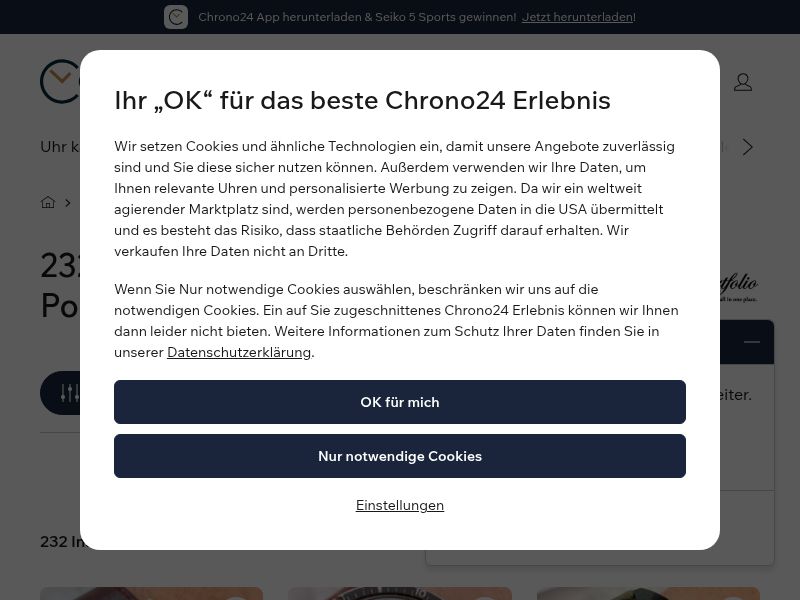 Chrono24 App herunterladen & Seiko 5 Sports gewinnen! Jetzt herunterladen!
Ihr „OK“ für das beste Chrono24 Erlebnis
Wir setzen Cookies und ähnliche Technologien ein, damit unsere Angebote zuverlässig
sind und Sie diese sicher nutzen können. Außerdem verwenden wir Ihre Daten, um
Ihnen relevante Uhren und personalisierte Werbung zu zeigen. Da wir ein weltweit
agierender Marktplatz sind, werden personenbezogene Daten in die USA übermittelt
und es besteht das Risiko, dass staatliche Behörden Zugriff darauf erhalten. Wir
verkaufen Ihre Daten nicht an Dritte.
Wenn Sie Nur notwendige Cookies auswählen, beschränken wir uns auf die
notwendigen Cookies. Ein auf Sie zugeschnittenes Chrono24 Erlebnis können wir Ihnen
dann leider nicht bieten. Weitere Informationen zum Schutz Ihrer Daten finden Sie in
unserer Datenschutzerklärung.
OK für mich
Nur notwendige Cookies
Einstellungen
Uhr k
232
Po
eiter.
232 In